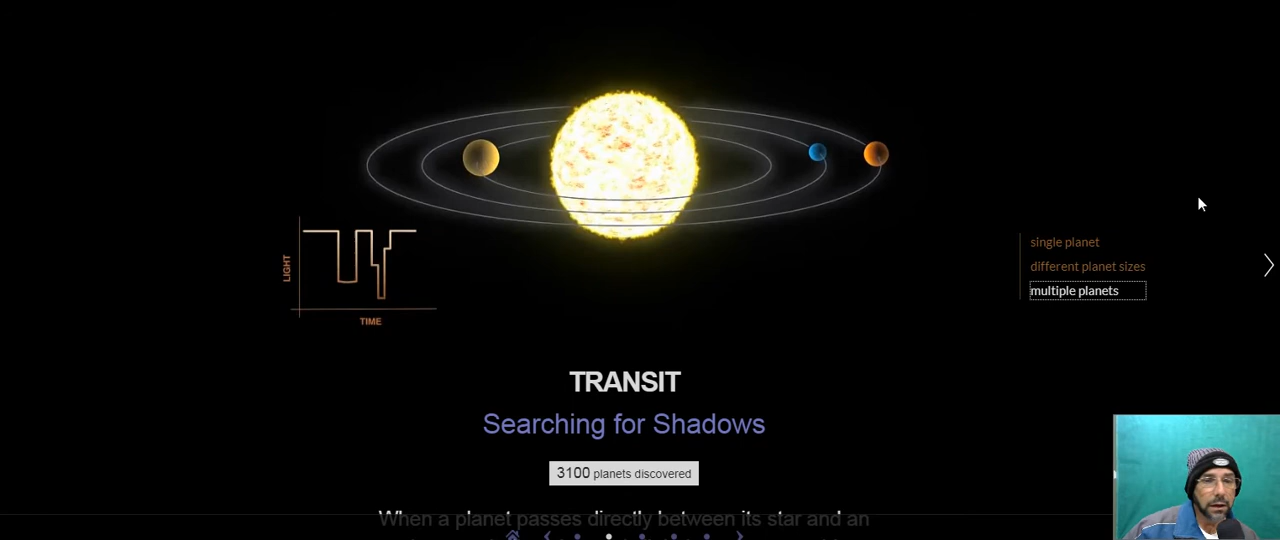 LIGHT
TIME
single planet
different planet sizes
multiple planets
TRANSIT
Searching for Shadows
3100 planets discovered
When a planet passes directly between its star and an